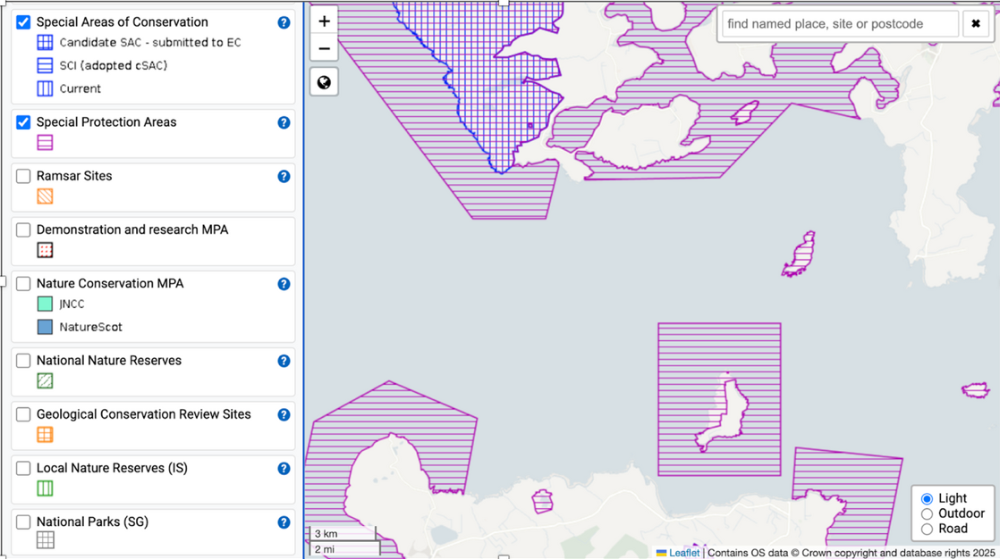 Special Areas of Conservation
?
Candidate SAC - submitted to EC
SCI (adopted cSAC)
Current
Special Protection Areas
?
Ramsar Sites
?
Demonstration and research MPA
Nature Conservation MPA
?
JNCC
NatureScot
National Nature Reserves
?
Geological Conservation Review Sites
?
Local Nature Reserves (IS)
?
National Parks (SG)
?
+
−
find named place, site or postcode
✖
Light
Outdoor
Road
3 km
2 mi
Leaflet | Contains OS data © Crown copyright and database rights 2025